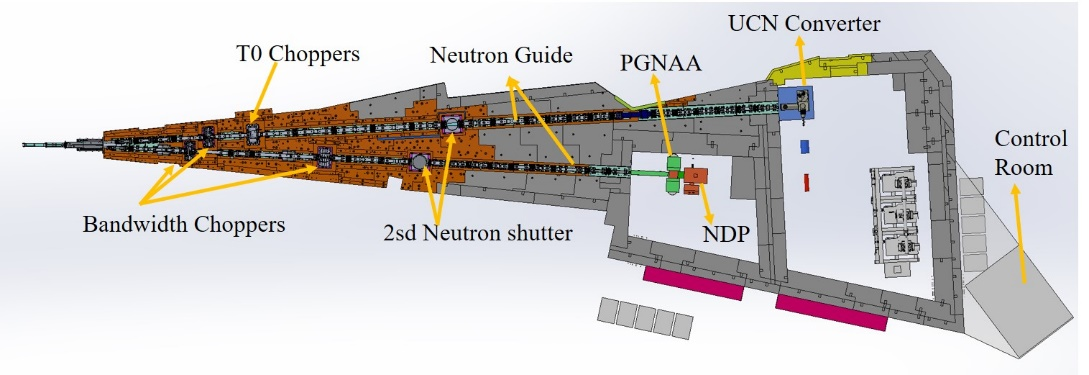 UCN Converter
T0 Choppers
Neutron Guide
PGNAA
Control
Room
Bandwidth Choppers
2sd Neutron shutter
NDP